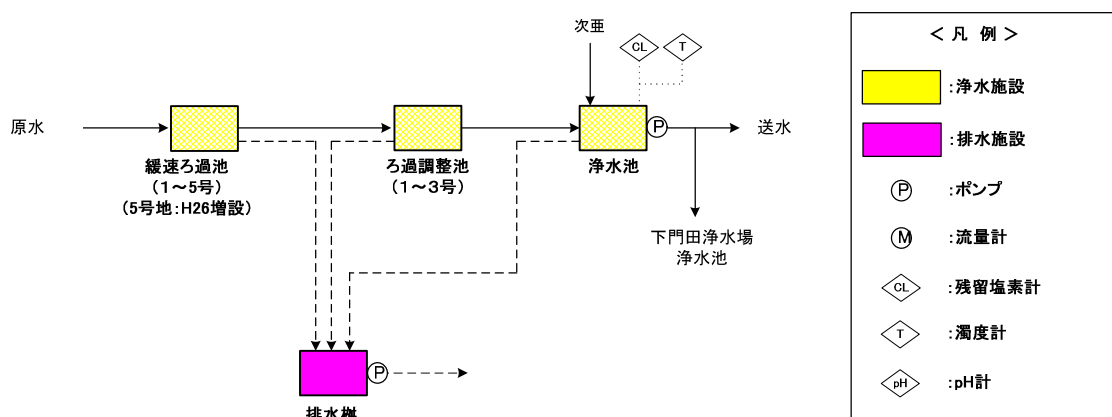 次亜
CL
T
原水
P
送水
緩速ろ過池
(1～5号)
(5号地:H26増設)
ろ過調整池
(1～3号)
浄水池
下門田浄水場
浄水池
P
排水桝
＜ 凡 例 ＞
:浄水施設
:排水施設
P :ポンプ
M :流量計
CL :残留塩素計
T :濁度計
pH :pH計